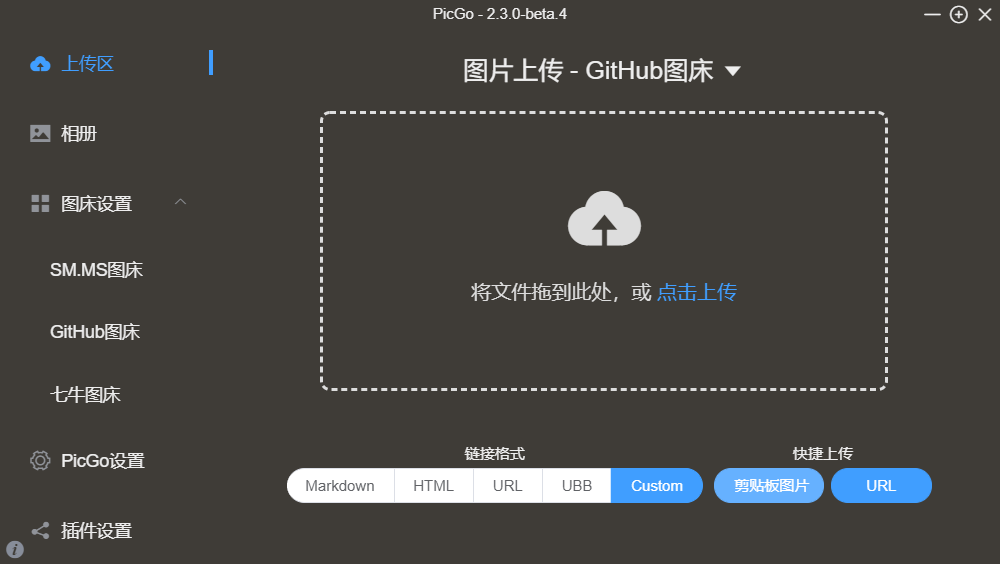 PicGo - 2.3.0-beta.4
上传区
相册
图床设置
SM.MS图床
GitHub图床
七牛图床
PicGo设置
插件设置
图片上传 - GitHub图床
将文件拖到此处，或 点击上传
链接格式
Markdown HTML URL UBB Custom
快捷上传
剪贴板图片 URL